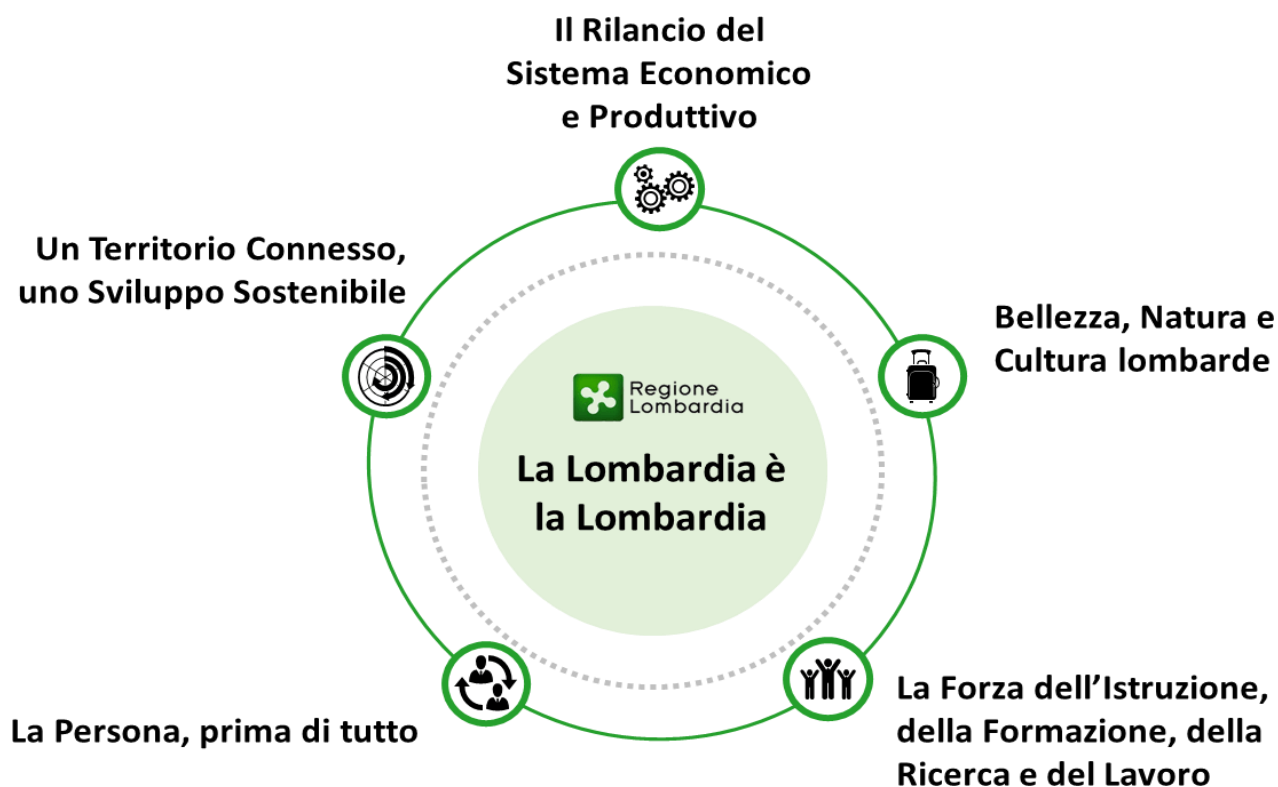 Il Rilancio del
Sistema Economico
e Produttivo
Un Territorio Connesso,
uno Sviluppo Sostenibile
Bellezza, Natura e
Cultura lombarde
Regione
Lombardia
La Lombardia è
la Lombardia
La Persona, prima di tutto
La Forza dell’Istruzione,
della Formazione, della
Ricerca e del Lavoro